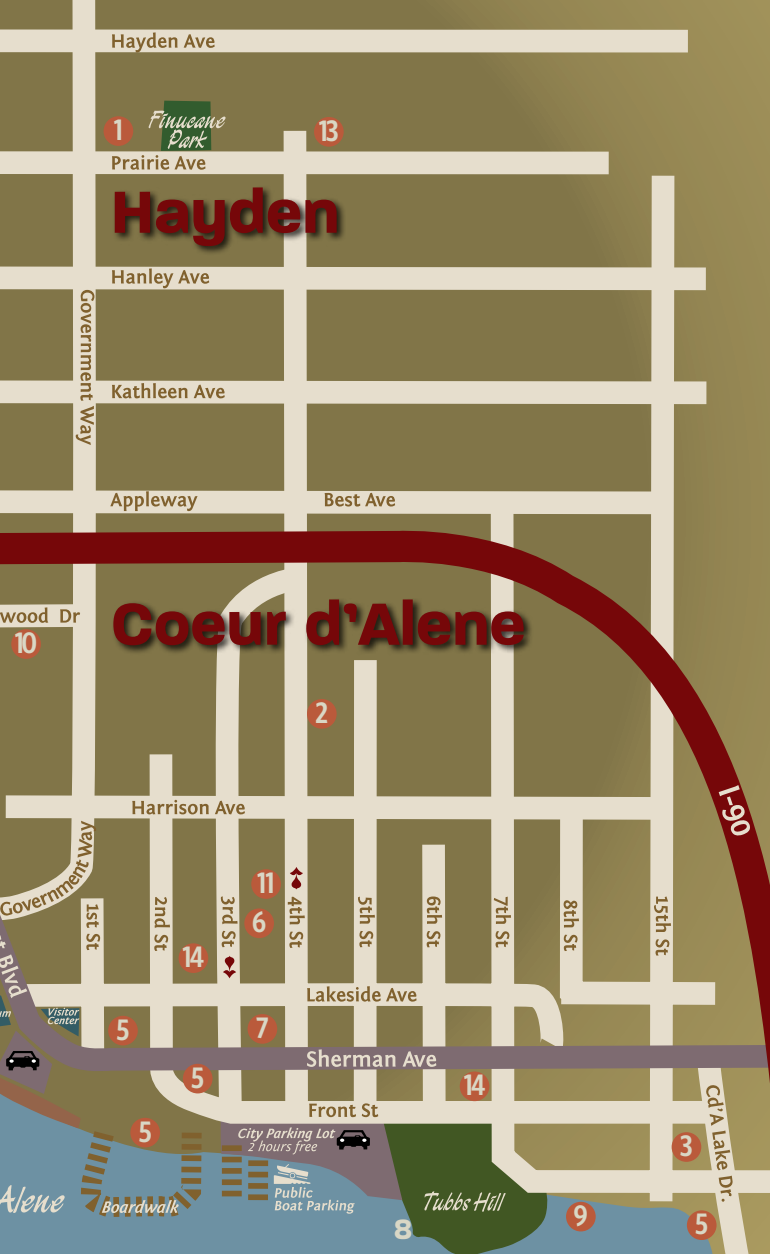 Hayden Ave
1
Finucane
Park
13
Prairie Ave
Hayden
Hanley Ave
Government Way
Kathleen Ave
Appleway
Best Ave
wood Dr
Coeur d'Alene
10
2
I-90
Harrison Ave
Government Way
11
6
1st St
2nd St
3rd St
4th St
5th St
6th St
7th St
8th St
15th St
14
Blvd
Lakeside Ave
Visitor
Center
um
5
7
Sherman Ave
5
14
Front St
5
City Parking Lot
2 hours free
3
Cd'A Lake Dr.
Public
Boat Parking
Alene
Boardwalk
Tubbs Hill
8
9
5